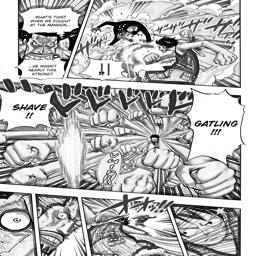 WHAT'S THIS?
WHEN WE FOUGHT
AT THE MANSION...
...HE WASN'T
NEARLY THIS
STRONG!!
SHAVE
!!
GATLING
!!!